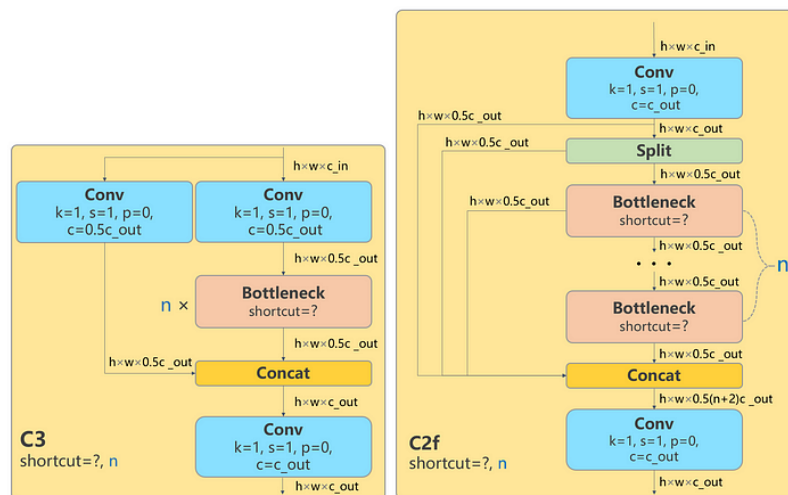 h×w×c_in
Conv
k=1, s=1, p=0,
c=0.5c_out
Conv
k=1, s=1, p=0,
c=0.5c_out
h×w×0.5c_out
n ×
Bottleneck
shortcut=?
h×w×0.5c_out
h×w×0.5c_out
Concat
h×w×c_out
Conv
k=1, s=1, p=0,
c=c_out
C3
shortcut=?, n
h×w×c_out
h×w×c_in
Conv
k=1, s=1, p=0,
c=c_out
h×w×0.5c_out
h×w×c_out
h×w×0.5c_out
Split
h×w×0.5c_out
h×w×0.5c_out
Bottleneck
shortcut=?
h×w×0.5c_out
• • •
n
h×w×0.5c_out
Bottleneck
shortcut=?
h×w×0.5c_out
Concat
h×w×0.5(n+2)c_out
Conv
k=1, s=1, p=0,
c=c_out
C2f
shortcut=?, n
h×w×c_out